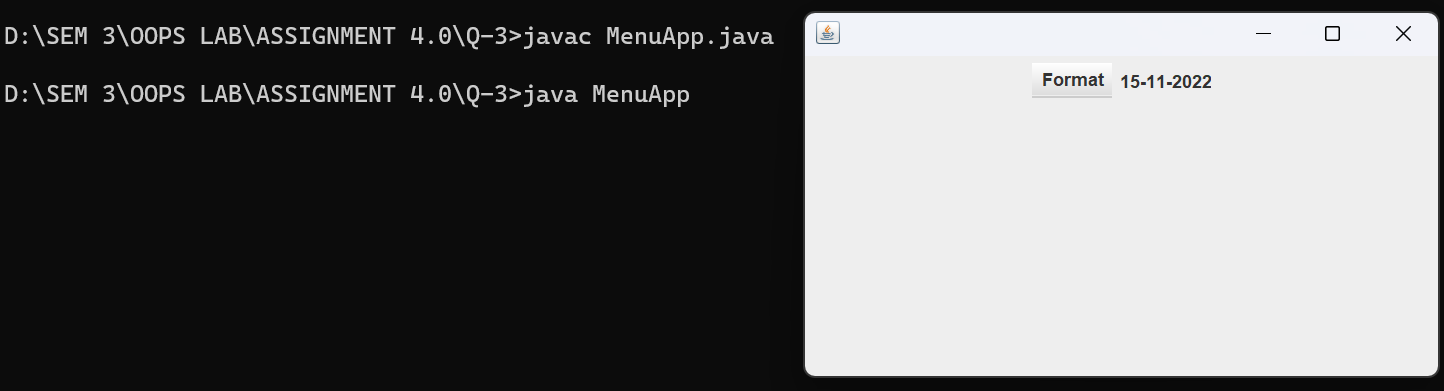 D:\SEM 3\OOPS LAB\ASSIGNMENT 4.0\Q-3>javac MenuApp.java
D:\SEM 3\OOPS LAB\ASSIGNMENT 4.0\Q-3>java MenuApp
Format 15-11-2022